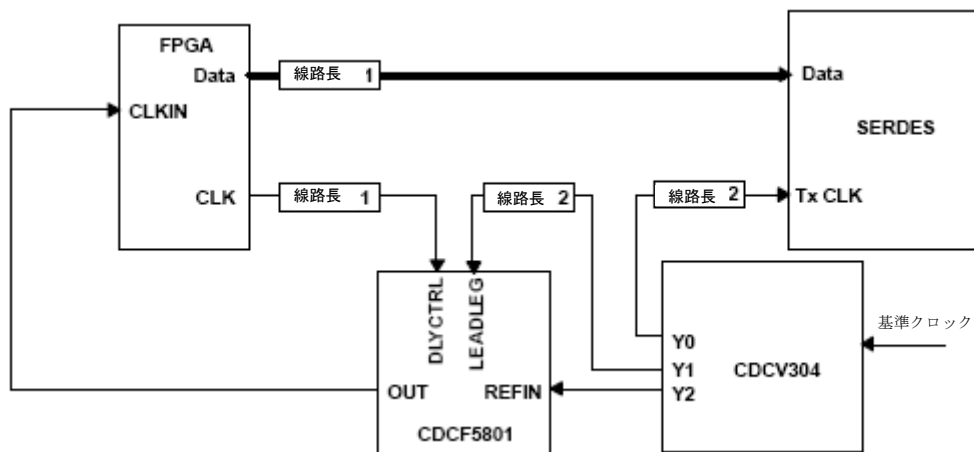 FPGA
Data
線路長 1
Data
CLKIN
SERDES
CLK
線路長 1
線路長 2
線路長 2
Tx CLK
DLYCTRL
LEADLEG
基準クロック
Y0
Y1
CDCV304
Y2
OUT
REFIN
CDCF5801